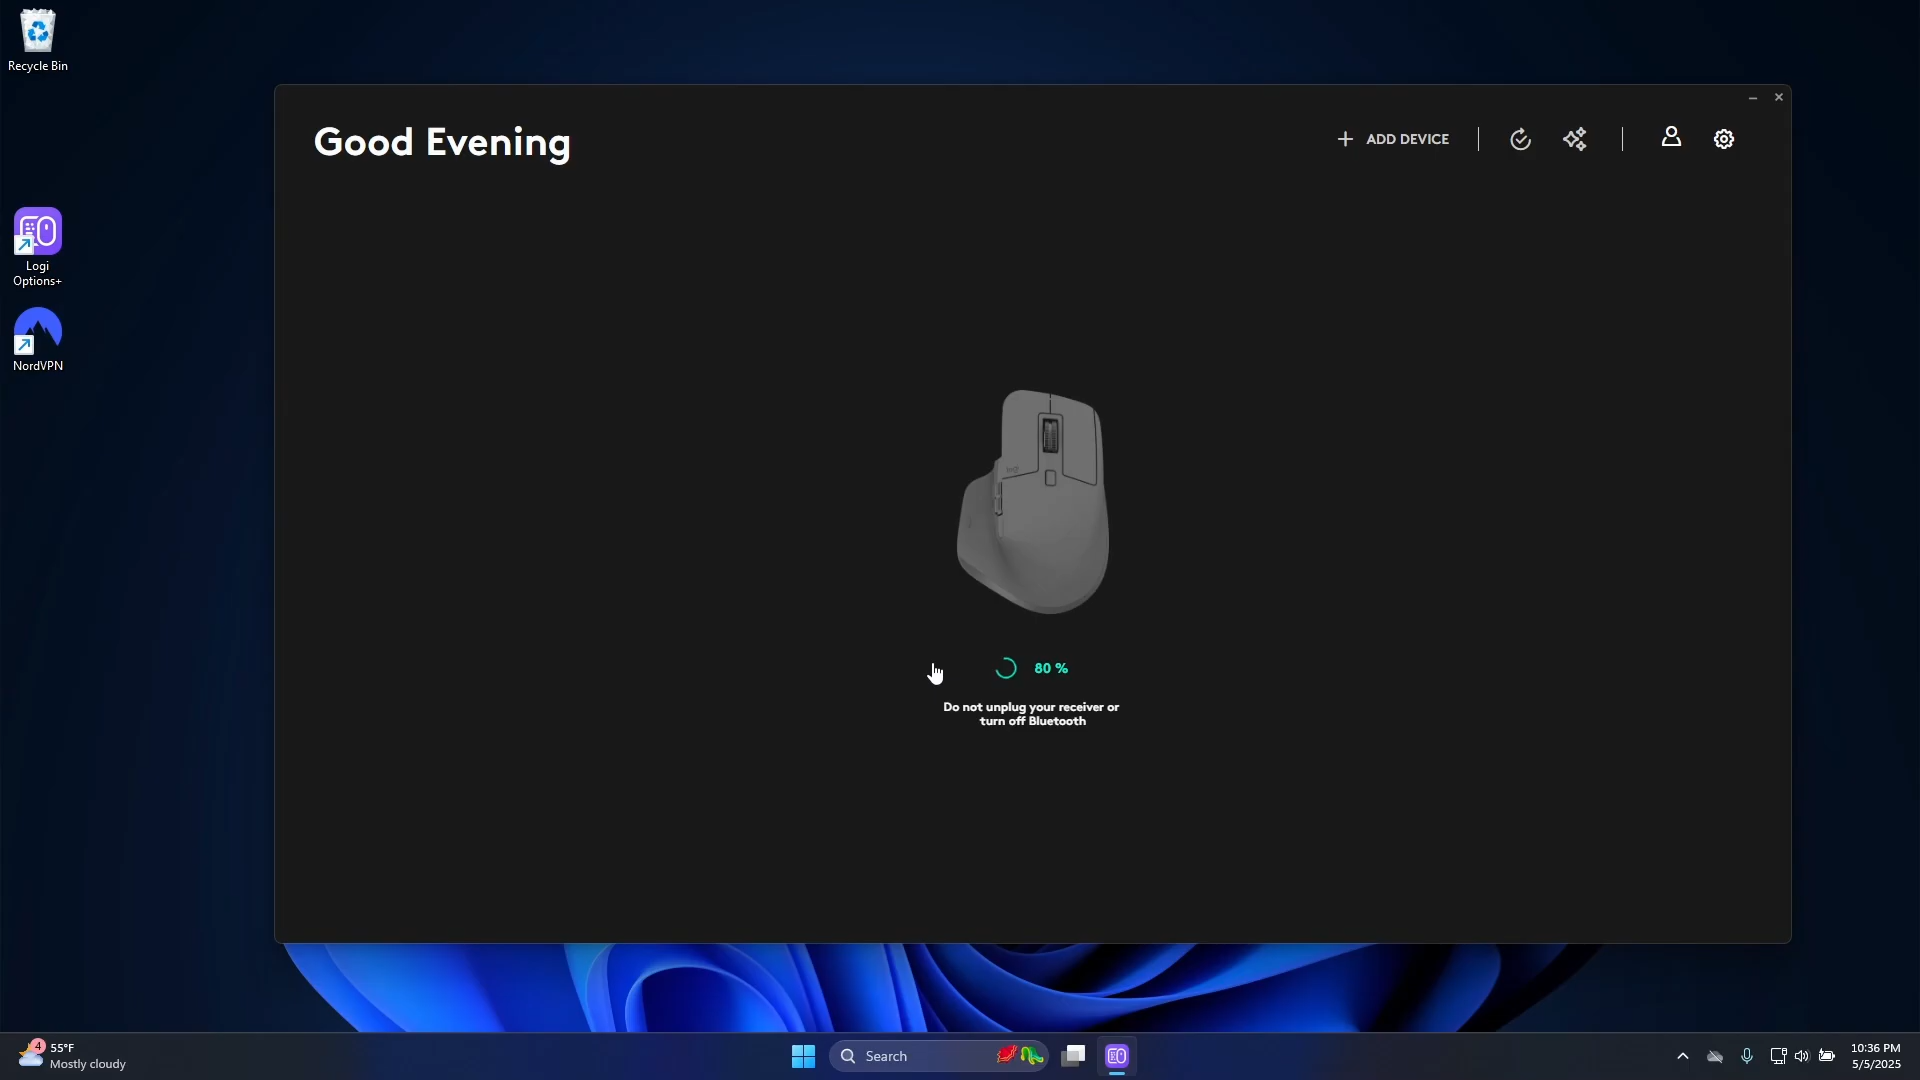 Recycle Bin
Good Evening
ADD DEVICE
Logi
Options+
NordVPN
80 %
Do not unplug your receiver or
turn off Bluetooth
4
55°F
Mostly cloudy
Search
10:36 PM
5/5/2025